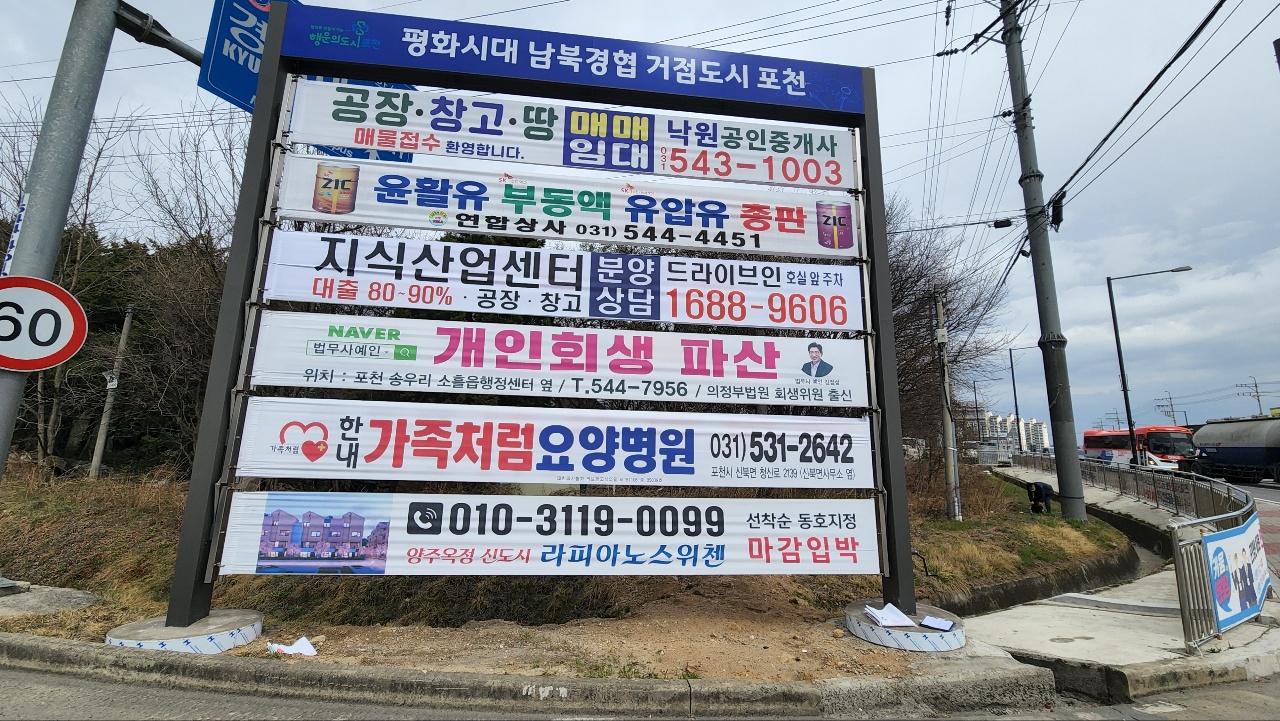 행운의도시 포천
평화시대 남북경협 거점도시 포천
경
KYU
공장·창고·땅 매매 임대 낙원공인중개사
매물접수 환영합니다. 031 543-1003
ZIC 윤활유 부동액 유압유 종판 ZIC
연합상사 031) 544-4451
지식산업센터 분양 상담 드라이브인 호실 앞 주차
대출 80~90% · 공장 · 창고 1688-9606
NAVER
법무사예인 개인회생 파산
위치 : 포천 송우리 소흘읍행정센터 옆 / T.544-7956 / 의정부법원 회생위원 출신
가족처럼 한내 가족처럼요양병원 031) 531-2642
포천시 신북면 청신로 2139 (신북면사무소 옆)
010-3119-0099 선착순 동호지정
양주옥정 신도시 라피아노스위첸 마감입박
60